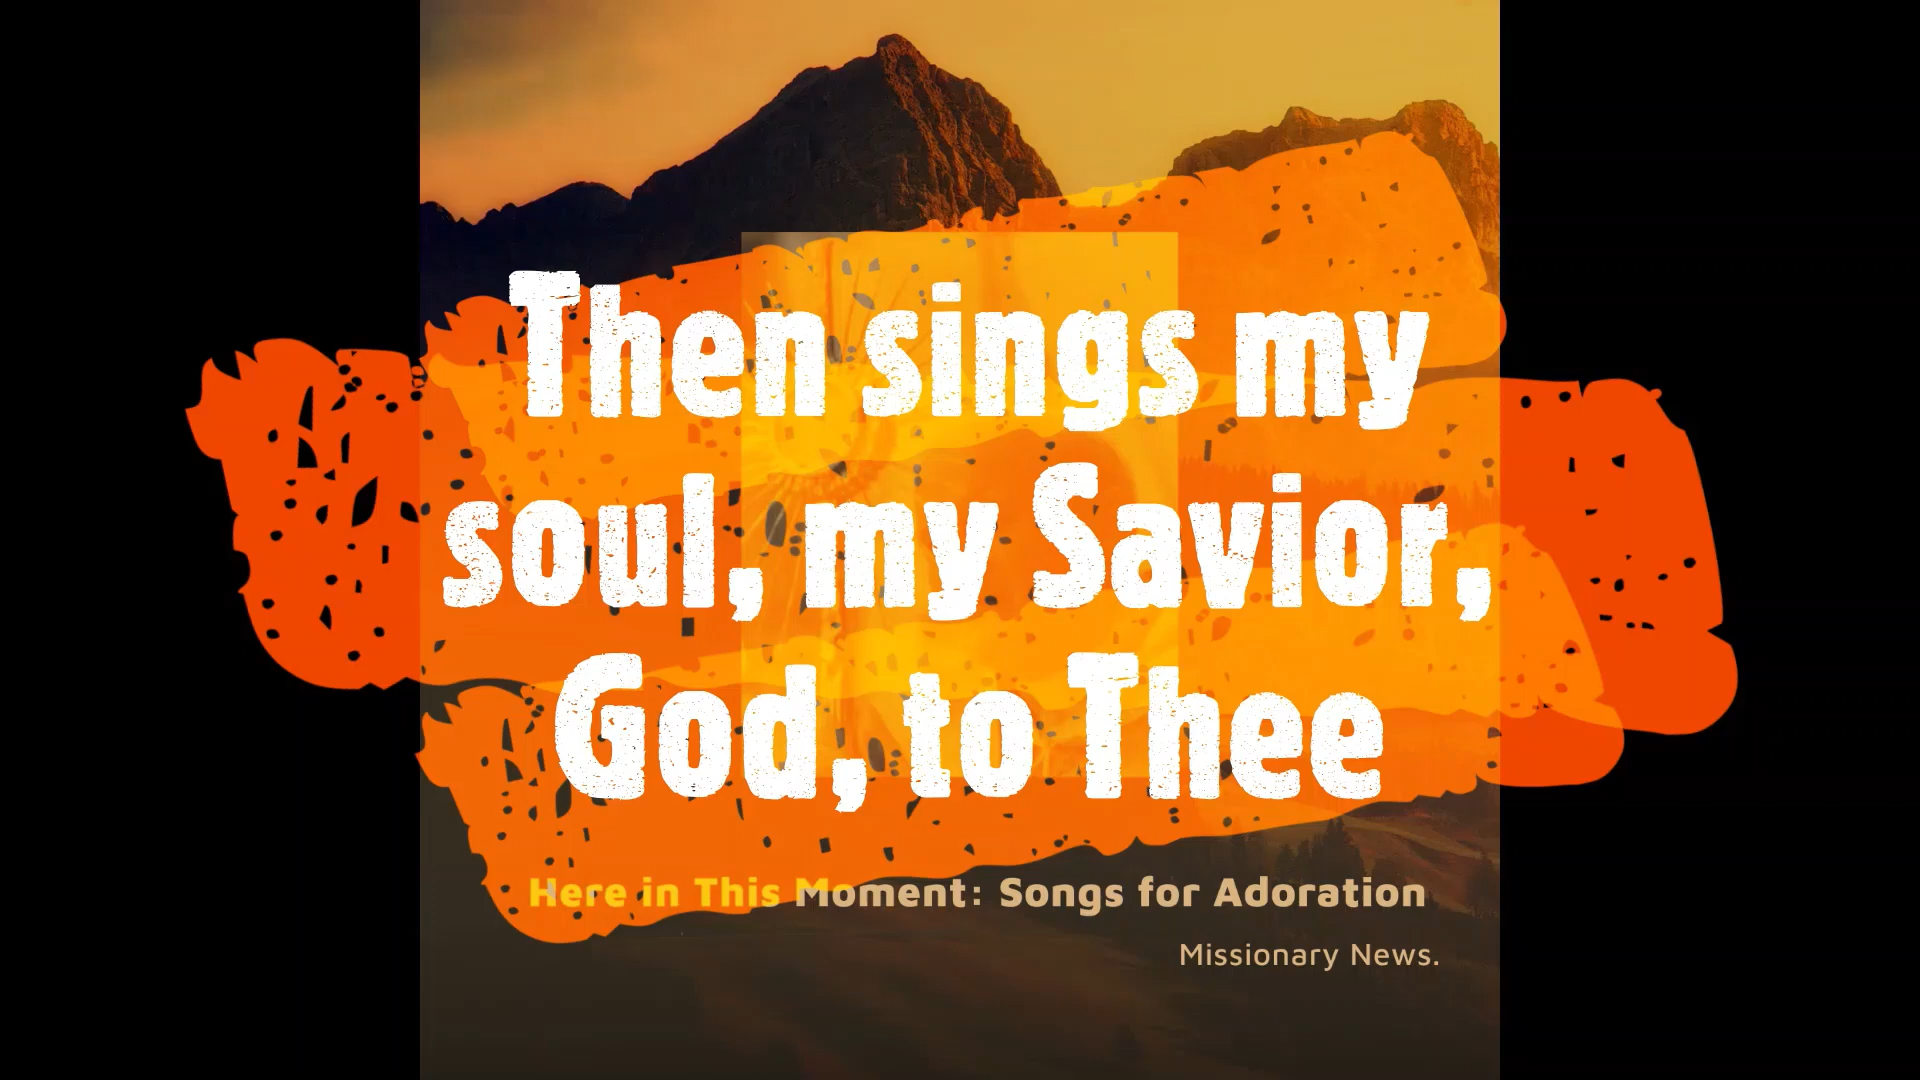 Then sings my
soul, my Savior,
God, to Thee
Here in This Moment: Songs for Adoration
Missionary News.